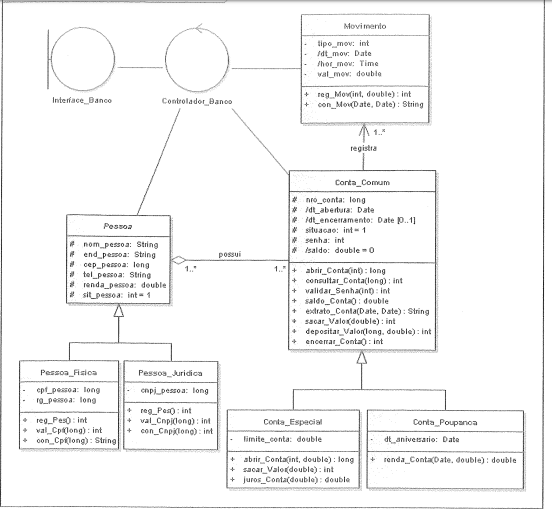 Interface_Banco
Controlador_Banco
Movimento
- tipo_mov: int
- /dt_mov: Date
- /hor_mov: Time
- val_mov: double
+ reg_Mov(int, double) : int
+ con_Mov(Date, Date) : String
1..*
registra
Conta_Comum
# nro_conta: long
# /dt_abertura: Date
# /dt_encerramento: Date [0..1]
# situacao: int = 1
# senha: int
# /saldo: double = 0
+ abrir_Conta(int) : long
+ consultar_Conta(long) : int
+ validar_Senha(int) : int
+ saldo_Conta() : double
+ extrato_Conta(Date, Date) : String
+ sacar_Valor(double) : int
+ depositar_Valor(long, double) : int
+ encerrar_Conta() : int
Pessoa
# nom_pessoa: String
# end_pessoa: String
# cep_pessoa: long
# tel_pessoa: String
# renda_pessoa: double
# sit_pessoa: int = 1
possui
1..*
1..*
Pessoa_Fisica
- cpf_pessoa: long
- rg_pessoa: long
+ reg_Pes() : int
+ val_Cpf(long) : int
+ con_Cpf(long) : String
Pessoa_Juridica
- cnpj_pessoa: long
+ reg_Pes() : int
+ val_Cnpj(long) : int
+ con_Cnpj(long) : int
Conta_Especial
- limite_conta: double
+ abrir_Conta(int, double) : long
+ sacar_Valor(double) : int
+ juros_Conta(double) : double
Conta_Poupanca
- dt_aniversario: Date
+ renda_Conta(Date, double) : double